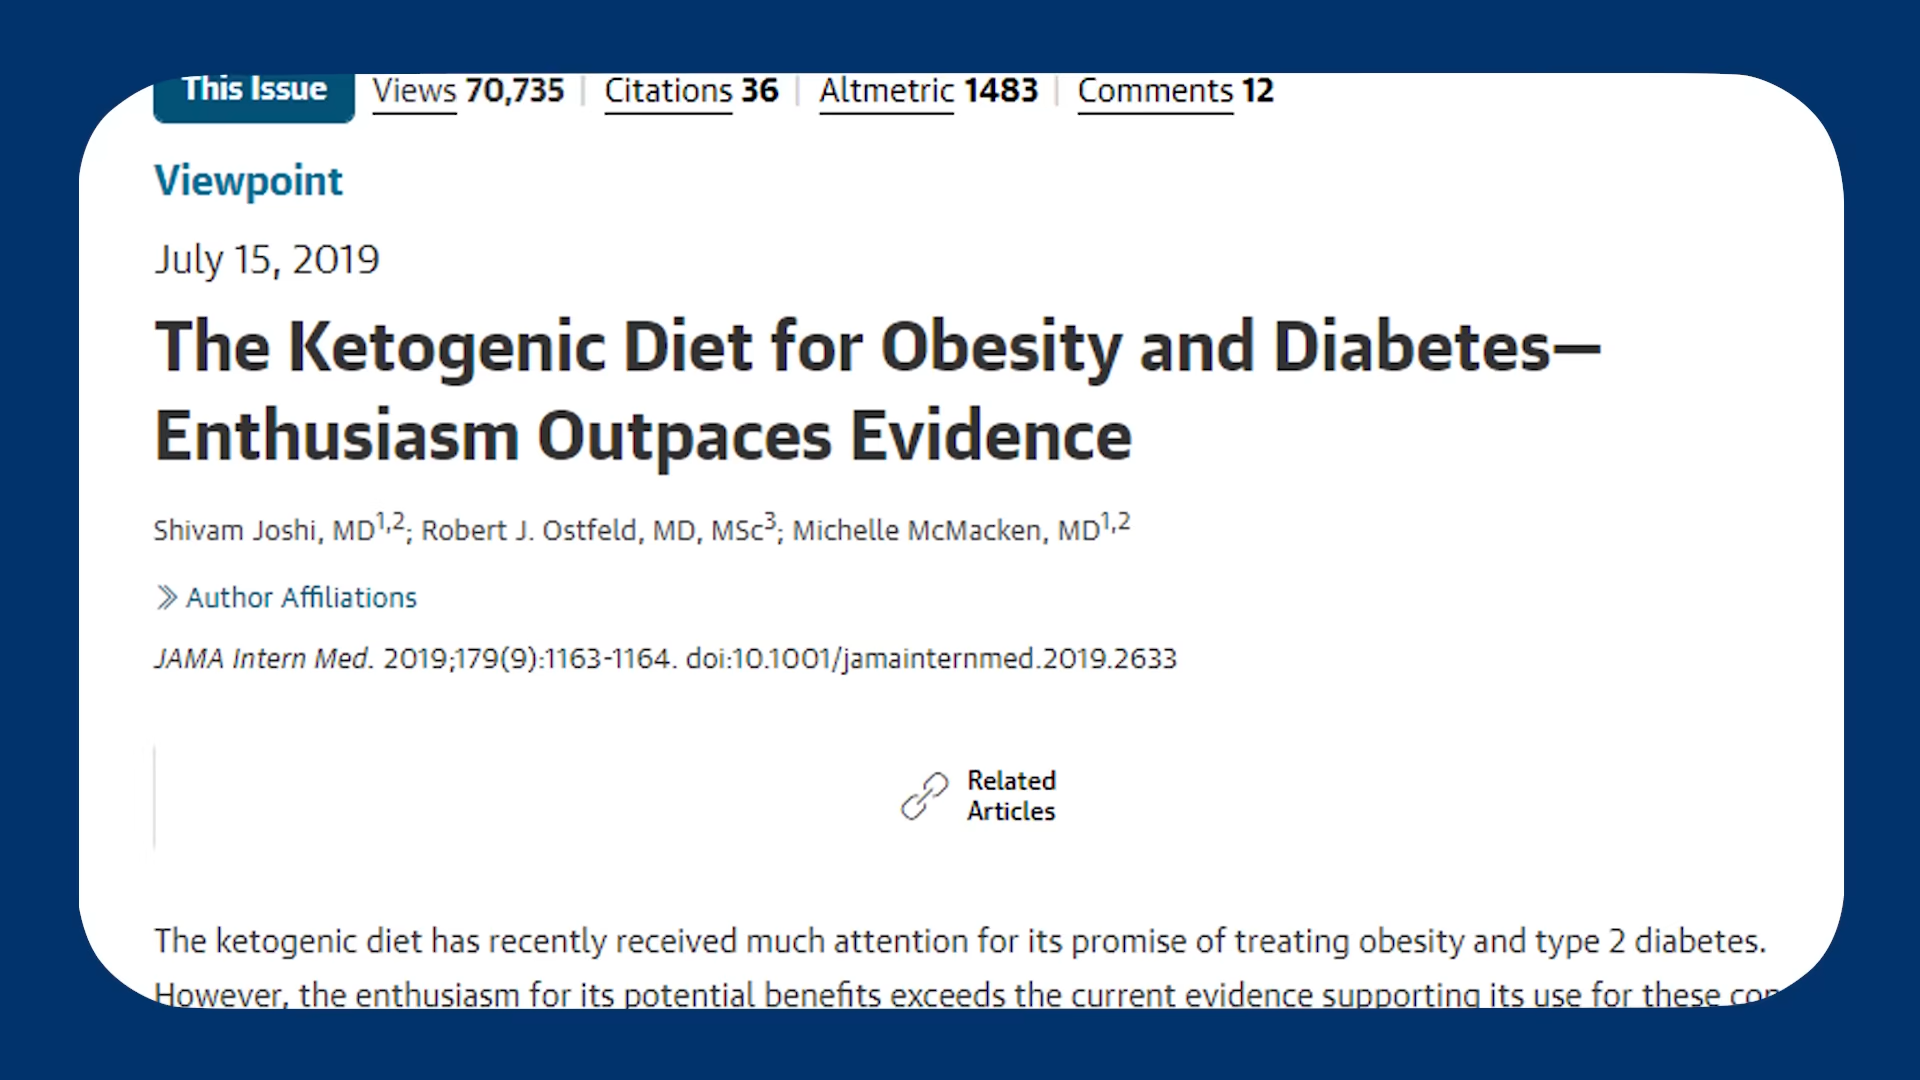 This Issue Views 70,735 Citations 36 Altmetric 1483 Comments 12
Viewpoint
July 15, 2019
The Ketogenic Diet for Obesity and Diabetes—
Enthusiasm Outpaces Evidence
Shivam Joshi, MD1,2; Robert J. Ostfeld, MD, MSc3; Michelle McMacken, MD1,2
Author Affiliations
JAMA Intern Med. 2019;179(9):1163-1164. doi:10.1001/jamainternmed.2019.2633
Related
Articles
The ketogenic diet has recently received much attention for its promise of treating obesity and type 2 diabetes.
However, the enthusiasm for its potential benefits exceeds the current evidence supporting its use for these